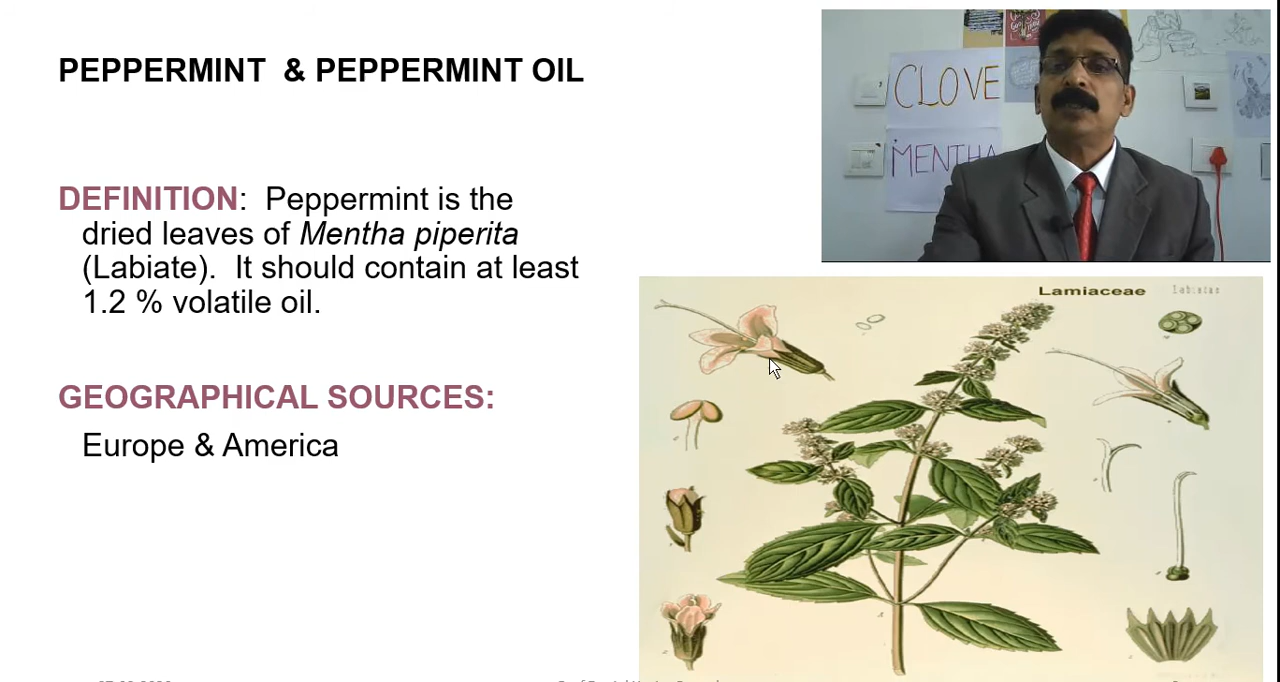 PEPPERMINT & PEPPERMINT OIL
CLOVE
MENTHA
DEFINITION: Peppermint is the
dried leaves of Mentha piperita
(Labiate). It should contain at least
1.2 % volatile oil.
Lamiaceae Labiatae
GEOGRAPHICAL SOURCES:
Europe & America